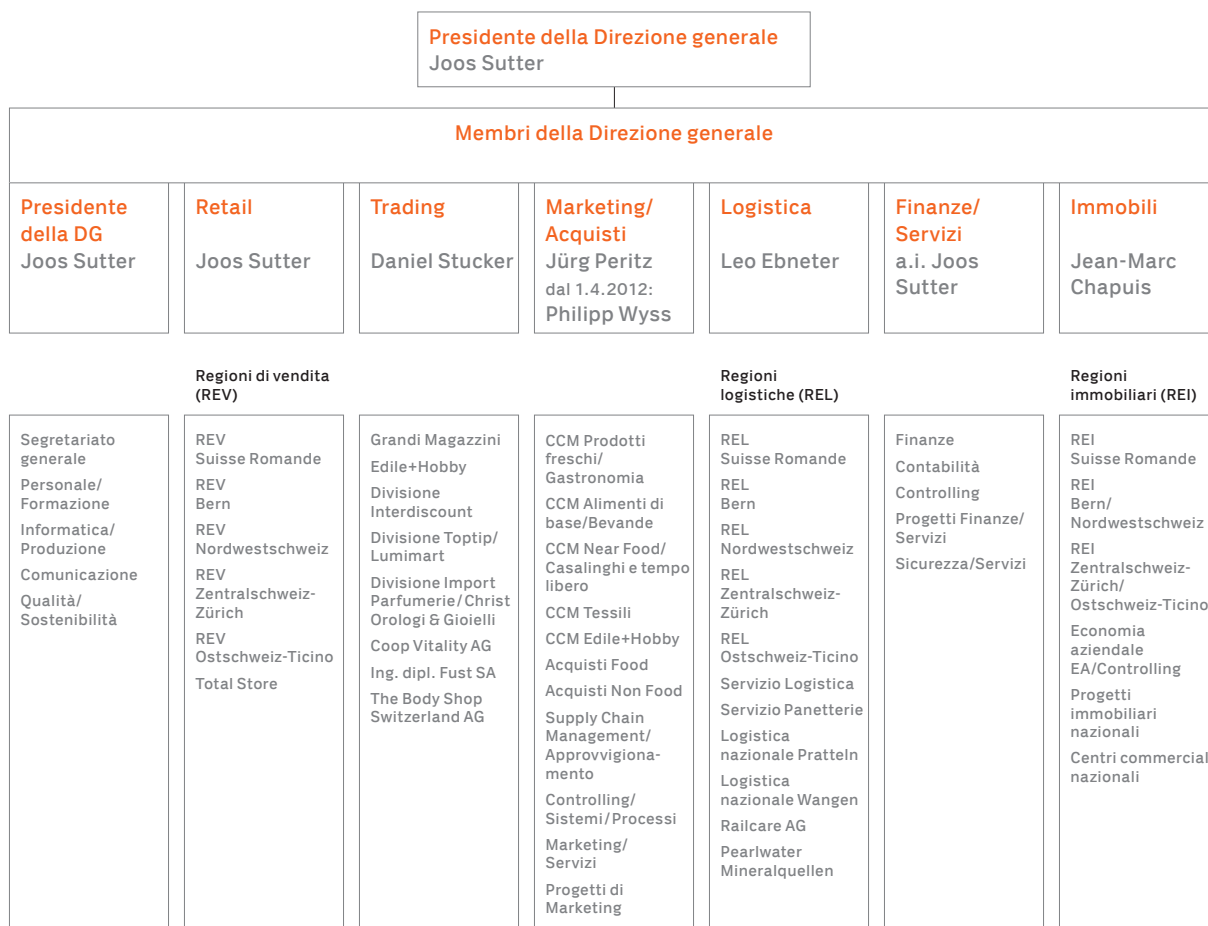 Presidente della Direzione generale
Joos Sutter
Membri della Direzione generale
Presidente
della DG
Joos Sutter
Retail
Joos Sutter
Trading
Daniel Stucker
Marketing/
Acquisti
Jürg Peritz
dal 1.4.2012:
Philipp Wyss
Logistica
Leo Ebneter
Finanze/
Servizi
a.i. Joos
Sutter
Immobili
Jean-Marc
Chapuis
Segretariato
generale
Personale/
Formazione
Informatica/
Produzione
Comunicazione
Qualità/
Sostenibilità
Regioni di vendita
(REV)
REV
Suisse Romande
REV
Bern
REV
Nordwestschweiz
REV
Zentralschweiz-
Zürich
REV
Ostschweiz-Ticino
Total Store
Grandi Magazzini
Edile+Hobby
Divisione
Interdiscount
Divisione Toptip/
Lumimart
Divisione Import
Parfumerie/Christ
Orologi & Gioielli
Coop Vitality AG
Ing. dipl. Fust SA
The Body Shop
Switzerland AG
CCM Prodotti
freschi/
Gastronomia
CCM Alimenti di
base/Bevande
CCM Near Food/
Casalinghi e tempo
libero
CCM Tessili
CCM Edile+Hobby
Acquisti Food
Acquisti Non Food
Supply Chain
Management/
Approvvigiona-
mento
Controlling/
Sistemi/Processi
Marketing/
Servizi
Progetti di
Marketing
Regioni
logistiche (REL)
REL
Suisse Romande
REL
Bern
REL
Nordwestschweiz
REL
Zentralschweiz-
Zürich
REL
Ostschweiz-Ticino
Servizio Logistica
Servizio Panetterie
Logistica
nazionale Pratteln
Logistica
nazionale Wangen
Railcare AG
Pearlwater
Mineralquellen
Finanze
Contabilità
Controlling
Progetti Finanze/
Servizi
Sicurezza/Servizi
Regioni
immobiliari (REI)
REI
Suisse Romande
REI
Bern/
Nordwestschweiz
REI
Zentralschweiz-
Zürich/
Ostschweiz-Ticino
Economia
aziendale
EA/Controlling
Progetti
immobiliari
nazionali
Centri commercial
nazionali